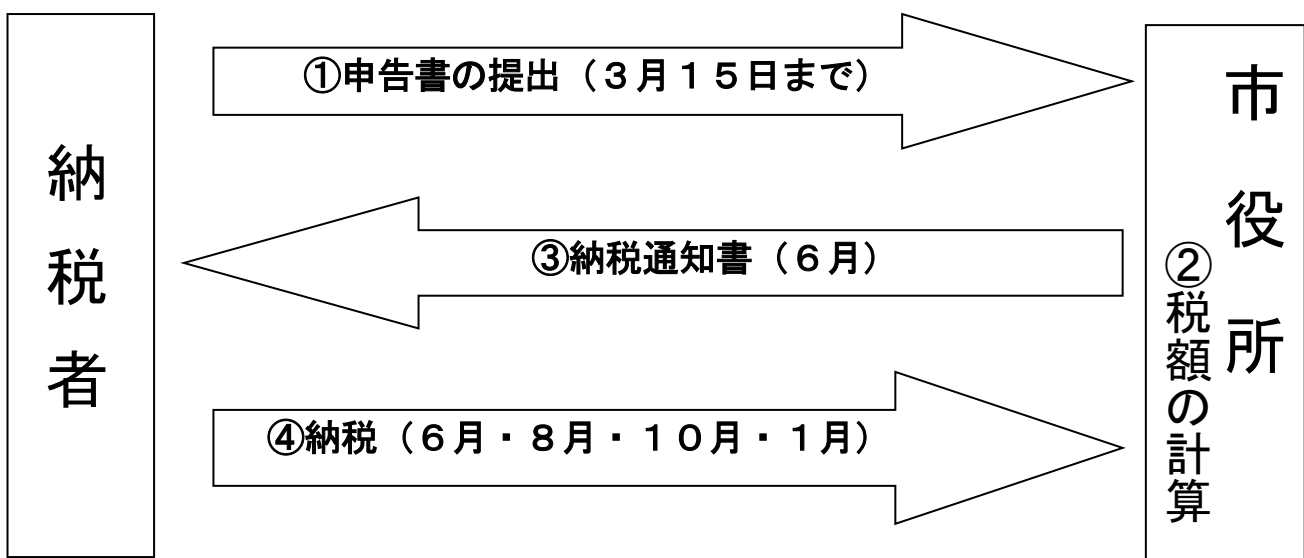 納税者
①申告書の提出（３月１５日まで）
③納税通知書（６月）
④納税（６月・８月・１０月・１月）
市役所
②税額の計算